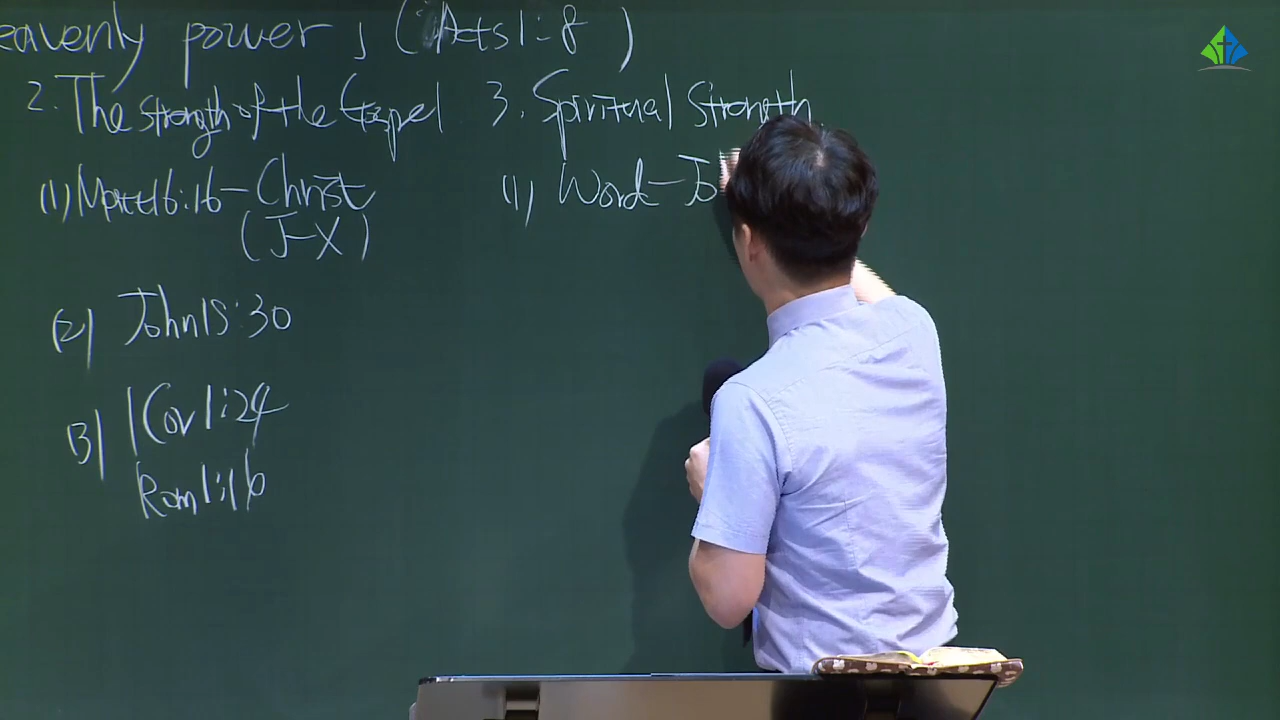 eavenly power 」 (Acts 1:8)
2. The Strength of the Gospel
(1) Matt 16:16 - Christ
(J-X)
(2) John 15:30
(3) 1 Cor 1:24
Rom 1:16
3. Spiritual Strength
(1) Word - Jo